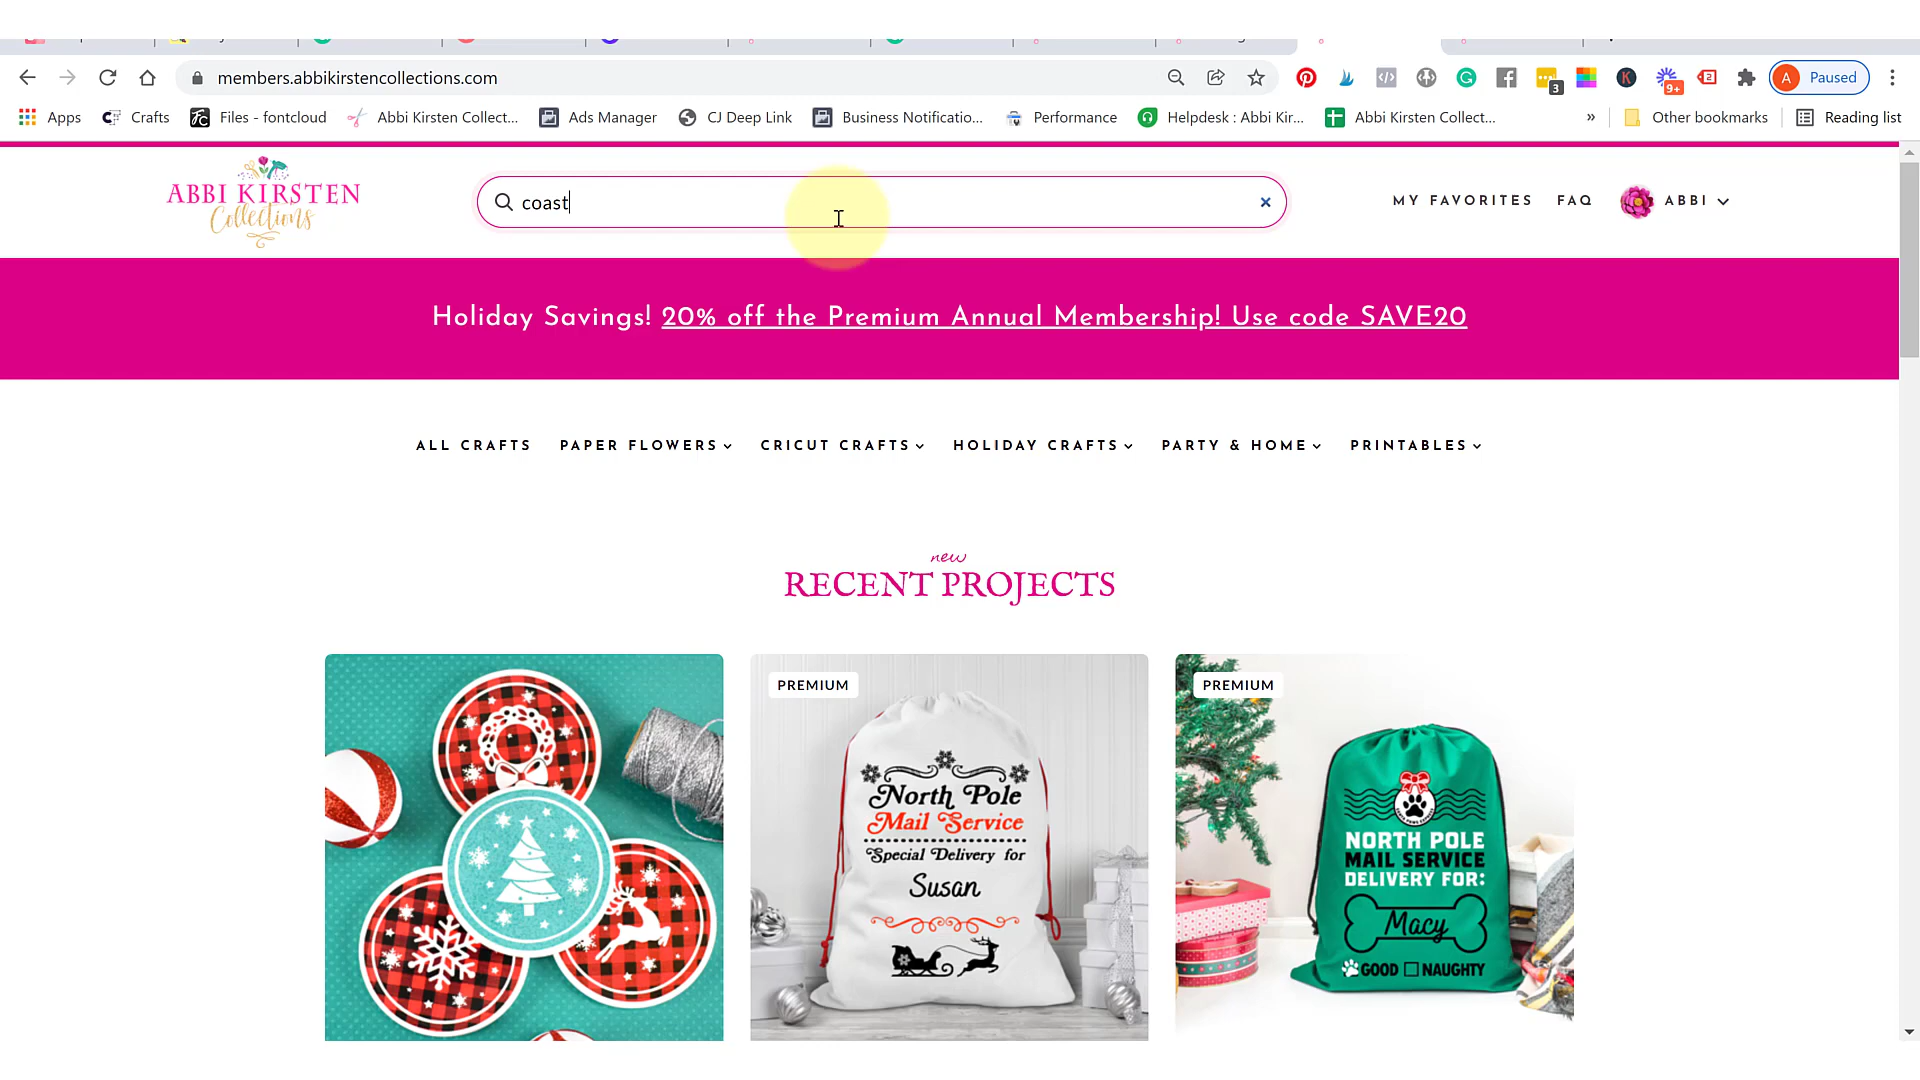 members.abbikirstencollections.com
3
9+
2
A Paused
Apps
Crafts
Files - fontcloud
Abbi Kirsten Collect...
Ads Manager
CJ Deep Link
Business Notificatio...
Performance
Helpdesk : Abbi Kir...
Abbi Kirsten Collect...
»
Other bookmarks
Reading list
ABBI KIRSTEN
Collections
coast
MY FAVORITES
FAQ
ABBI
Holiday Savings! 20% off the Premium Annual Membership! Use code SAVE20
ALL CRAFTS
PAPER FLOWERS
CRICUT CRAFTS
HOLIDAY CRAFTS
PARTY & HOME
PRINTABLES
new
RECENT PROJECTS
PREMIUM
North Pole
Mail Service
Special Delivery for
Susan
PREMIUM
NORTH POLE
MAIL SERVICE
DELIVERY FOR:
Macy
GOOD NAUGHTY